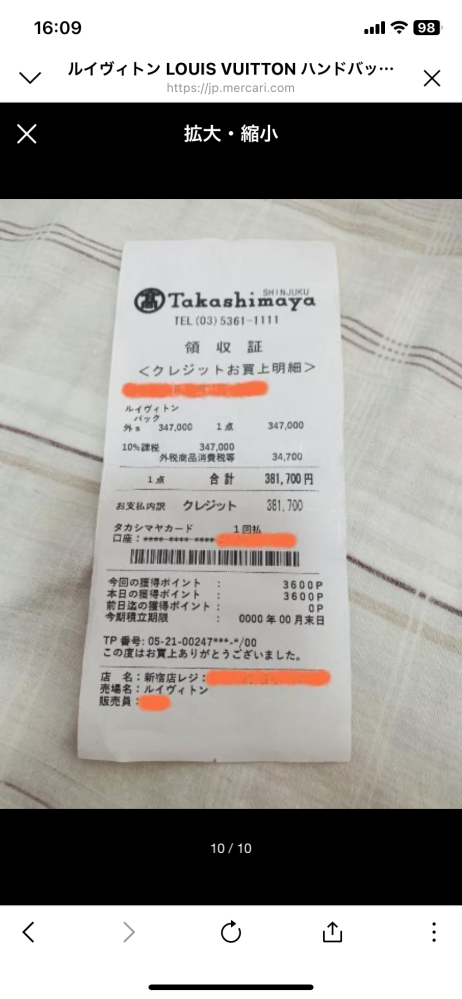 16:09
98
ルイヴィトン LOUIS VUITTON ハンドバッ…
https://jp.mercari.com
拡大・縮小
SHINJUKU
髙 Takashimaya
TEL (03) 5361-1111
領 収 証
＜クレジットお買上明細＞
ルイヴィトン
バック
外s 347,000 1点 347,000
10%課税 347,000
外税商品消費税等 34,700
1点 合 計 381,700円
お支払内訳 クレジット 381,700
タカシマヤカード 1回払
口座：****-****-****
今回の獲得ポイント ： 3600P
本日の獲得ポイント ： 3600P
前日迄の獲得ポイント ： 0P
今期積立期限 ： 0000 年 00 月末日
TP 番号: 05-21-00247***-*/00
この度はお買上ありがとうございました。
店 名：新宿店レジ：
売場名：ルイヴィトン
販売員：
10 / 10